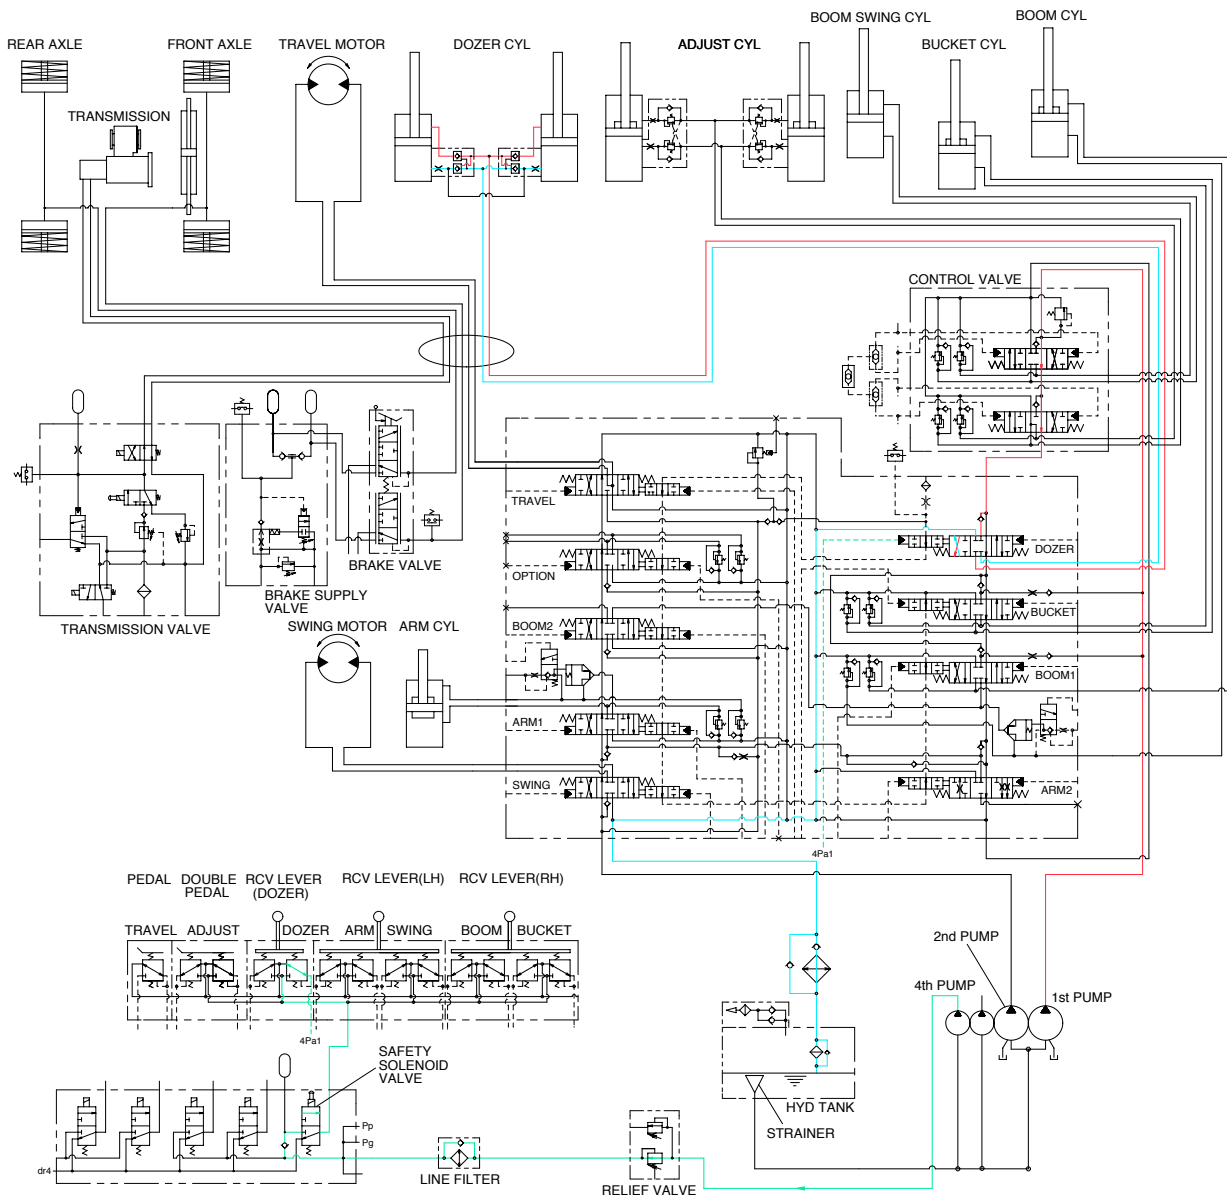 BOOM SWING CYL
BOOM CYL
REAR AXLE
FRONT AXLE
TRAVEL MOTOR
DOZER CYL
ADJUST CYL
BUCKET CYL
TRANSMISSION
CONTROL VALVE
TRAVEL
DOZER
BRAKE VALVE
OPTION
BRAKE SUPPLY
VALVE
BUCKET
TRANSMISSION VALVE
SWING MOTOR
ARM CYL
BOOM2
BOOM1
ARM1
SWING
ARM2
4Pa1
PEDAL
DOUBLE
PEDAL
RCV LEVER
(DOZER)
RCV LEVER(LH)
RCV LEVER(RH)
TRAVEL
ADJUST
DOZER
ARM
SWING
BOOM
BUCKET
2nd PUMP
4th PUMP
1st PUMP
4Pa1
SAFETY
SOLENOID
VALVE
HYD TANK
STRAINER
Pp
Pg
dr4
LINE FILTER
RELIEF VALVE